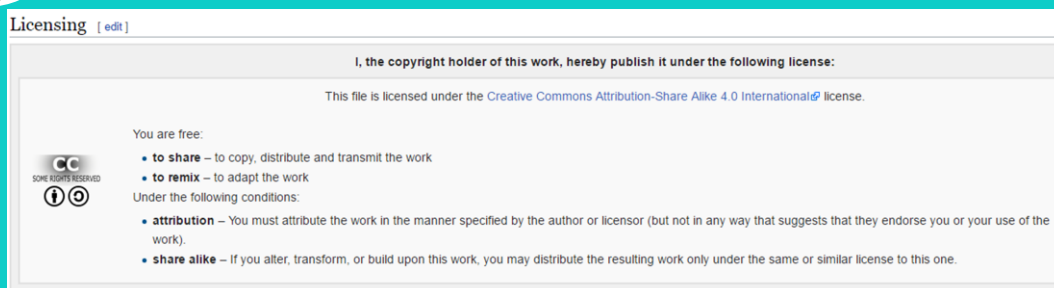 Licensing [ edit ]
I, the copyright holder of this work, hereby publish it under the following license:
This file is licensed under the Creative Commons Attribution-Share Alike 4.0 International license.
You are free:
• to share – to copy, distribute and transmit the work
• to remix – to adapt the work
CC
SOME RIGHTS RESERVED
Under the following conditions:
• attribution – You must attribute the work in the manner specified by the author or licensor (but not in any way that suggests that they endorse you or your use of the
work).
• share alike – If you alter, transform, or build upon this work, you may distribute the resulting work only under the same or similar license to this one.